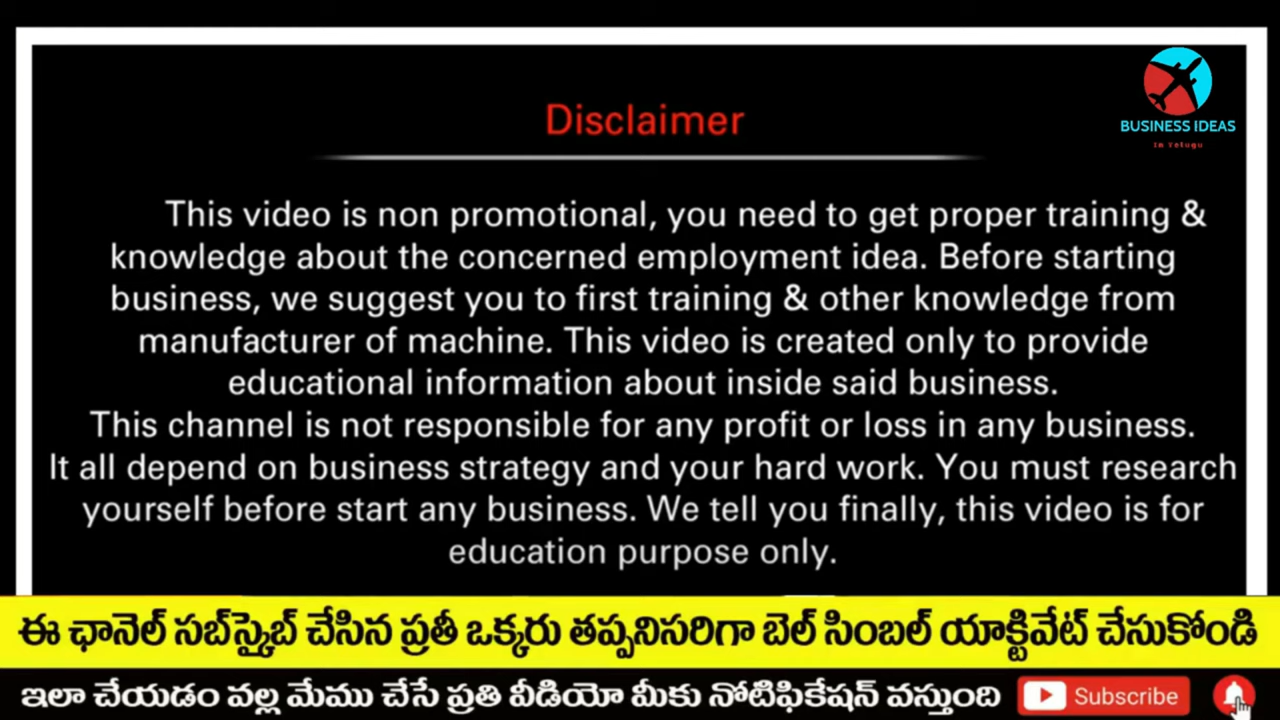 BUSINESS IDEAS
In Telugu
Disclaimer
This video is non promotional, you need to get proper training &
knowledge about the concerned employment idea. Before starting
business, we suggest you to first training & other knowledge from
manufacturer of machine. This video is created only to provide
educational information about inside said business.
This channel is not responsible for any profit or loss in any business.
It all depend on business strategy and your hard work. You must research
yourself before start any business. We tell you finally, this video is for
education purpose only.
ఈ ఛానెల్ సబ్‌స్క్రైబ్ చేసిన ప్రతీ ఒక్కరు తప్పనిసరిగా బెల్ సింబల్ యాక్టివేట్ చేసుకోండి
ఇలా చేయడం వల్ల మేము చేసే ప్రతి వీడియో మీకు నోటిఫికేషన్ వస్తుంది Subscribe